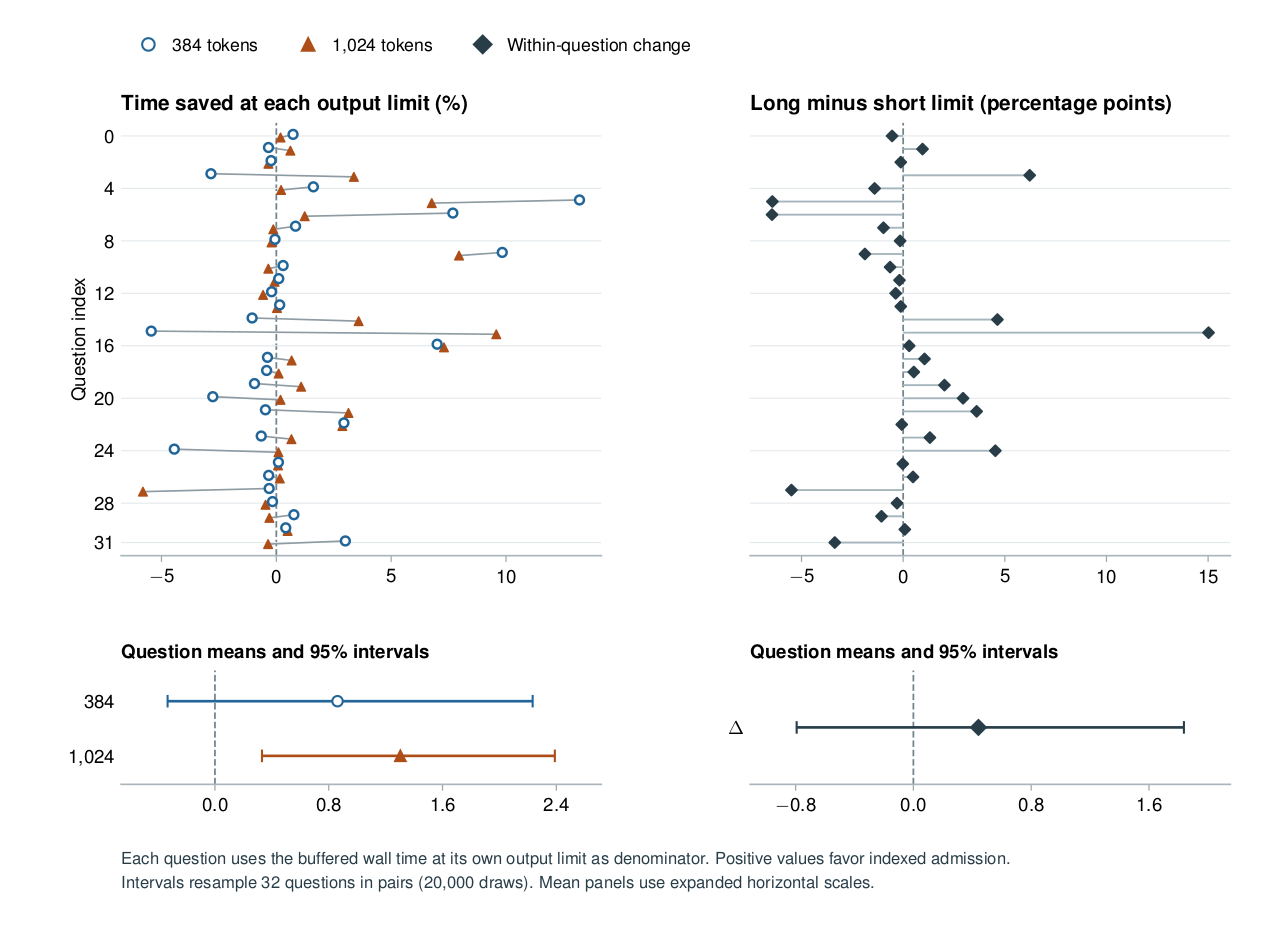 384 tokens 1,024 tokens Within-question change
Time saved at each output limit (%)
Question index
0
4
8
12
16
20
24
28
31
−5 0 5 10
Long minus short limit (percentage points)
−5 0 5 10 15
Question means and 95% intervals
384
1,024
0.0 0.8 1.6 2.4
Question means and 95% intervals
Δ
−0.8 0.0 0.8 1.6
Each question uses the buffered wall time at its own output limit as denominator. Positive values favor indexed admission.
Intervals resample 32 questions in pairs (20,000 draws). Mean panels use expanded horizontal scales.